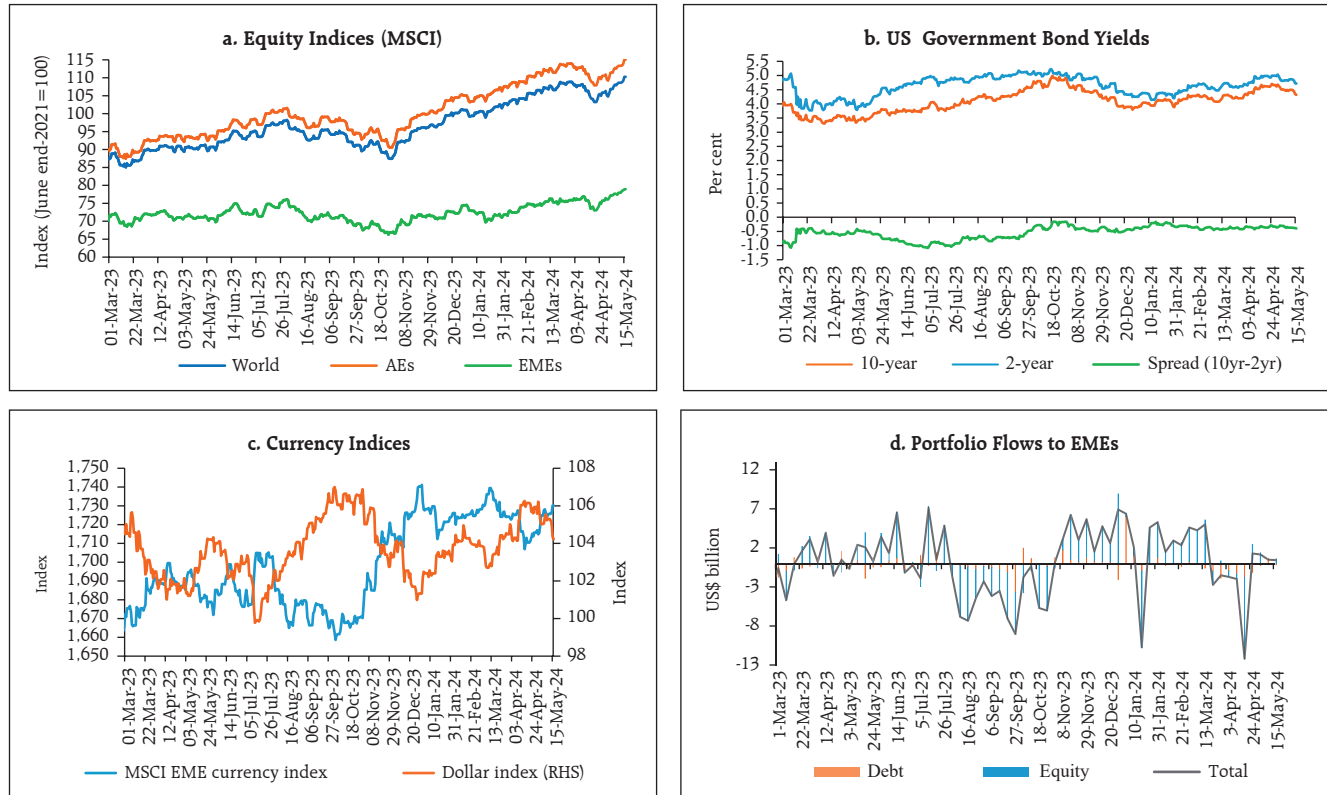 a. Equity Indices (MSCI)
Index (June end-2021 = 100)
115
110
105
100
95
90
85
80
75
70
65
60
01-Mar-23
22-Mar-23
12-Apr-23
03-May-23
24-May-23
14-Jun-23
05-Jul-23
26-Jul-23
16-Aug-23
06-Sep-23
27-Sep-23
18-Oct-23
08-Nov-23
29-Nov-23
20-Dec-23
10-Jan-24
31-Jan-24
21-Feb-24
13-Mar-24
03-Apr-24
24-Apr-24
15-May-24
World AEs EMEs
b. US Government Bond Yields
Per cent
5.5
5.0
4.5
4.0
3.5
3.0
2.5
2.0
1.5
1.0
0.5
0.0
-0.5
-1.0
-1.5
01-Mar-23
22-Mar-23
12-Apr-23
03-May-23
24-May-23
14-Jun-23
05-Jul-23
26-Jul-23
16-Aug-23
06-Sep-23
27-Sep-23
18-Oct-23
08-Nov-23
29-Nov-23
20-Dec-23
10-Jan-24
31-Jan-24
21-Feb-24
13-Mar-24
03-Apr-24
24-Apr-24
15-May-24
10-year 2-year Spread (10yr-2yr)
c. Currency Indices
Index
1,750
1,740
1,730
1,720
1,710
1,700
1,690
1,680
1,670
1,660
1,650
108
106
104
102
100
98
Index
01-Mar-23
22-Mar-23
12-Apr-23
03-May-23
24-May-23
14-Jun-23
05-Jul-23
26-Jul-23
16-Aug-23
06-Sep-23
27-Sep-23
18-Oct-23
08-Nov-23
29-Nov-23
20-Dec-23
10-Jan-24
31-Jan-24
21-Feb-24
13-Mar-24
03-Apr-24
24-Apr-24
15-May-24
MSCI EME currency index Dollar index (RHS)
d. Portfolio Flows to EMEs
US$ billion
12
7
2
-3
-8
-13
1-Mar-23
22-Mar-23
12-Apr-23
3-May-23
24-May-23
14-Jun-23
5-Jul-23
26-Jul-23
16-Aug-23
6-Sep-23
27-Sep-23
18-Oct-23
8-Nov-23
29-Nov-23
20-Dec-23
10-Jan-24
31-Jan-24
21-Feb-24
13-Mar-24
3-Apr-24
24-Apr-24
15-May-24
Debt Equity Total